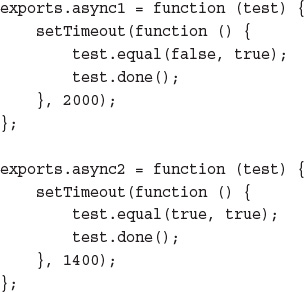 exports.async1 = function (test) {
    setTimeout(function () {
        test.equal(false, true);
        test.done();
    }, 2000);
};

exports.async2 = function (test) {
    setTimeout(function () {
        test.equal(true, true);
        test.done();
    }, 1400);
};